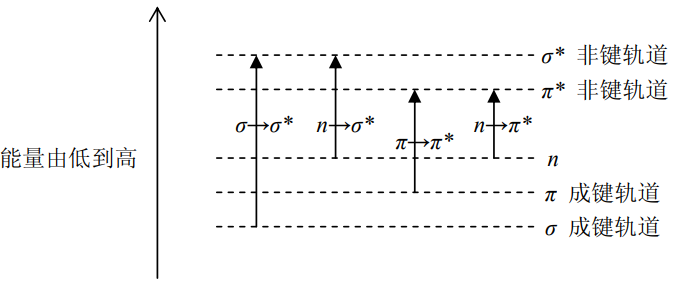 σ* 非键轨道
π* 非键轨道
σ→σ* n→σ* π→π* n→π*
能量由低到高
n
π 成键轨道
σ 成键轨道